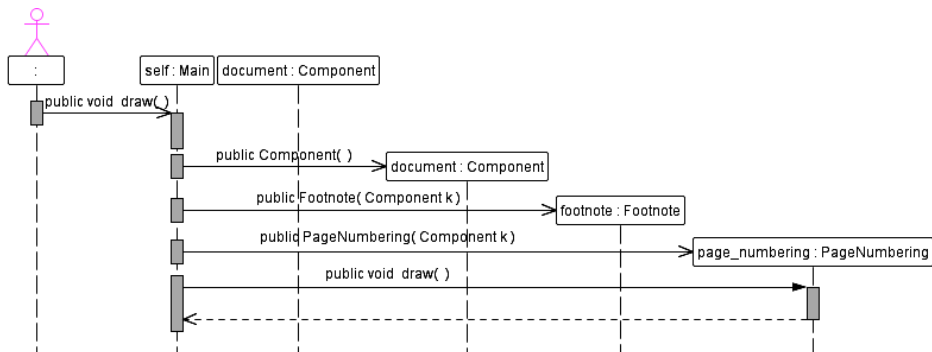 :
self : Main
document : Component
public void draw( )
public Component( )
document : Component
public Footnote( Component k )
footnote : Footnote
public PageNumbering( Component k )
page_numbering : PageNumbering
public void draw( )